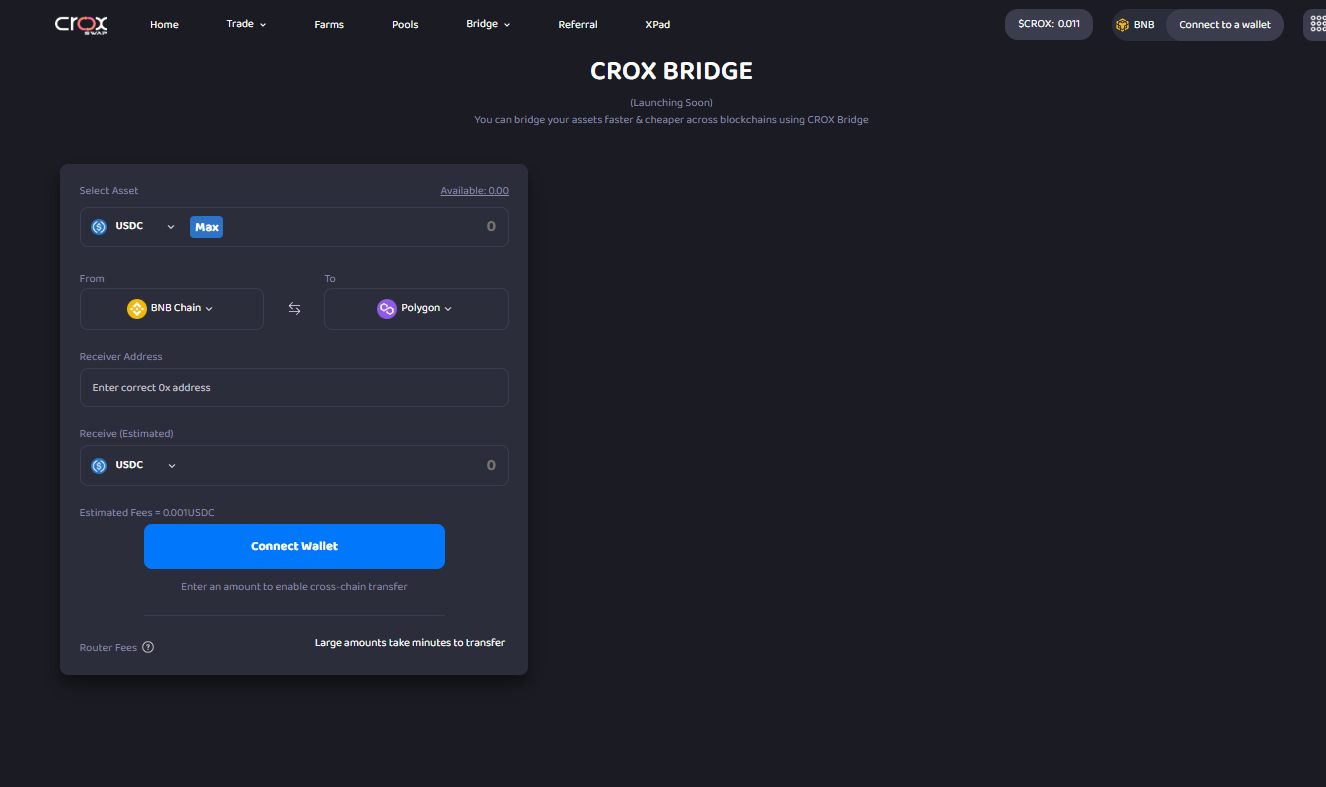 crox SWAP Home Trade Farms Pools Bridge Referral XPad $CROX: 0.011 BNB Connect to a wallet
CROX BRIDGE
(Launching Soon)
You can bridge your assets faster & cheaper across blockchains using CROX Bridge
Select Asset Available: 0.00
USDC Max 0
From To
BNB Chain Polygon
Receiver Address
Enter correct 0x address
Receive (Estimated)
USDC 0
Estimated Fees = 0.001USDC
Connect Wallet
Enter an amount to enable cross-chain transfer
Router Fees ? Large amounts take minutes to transfer